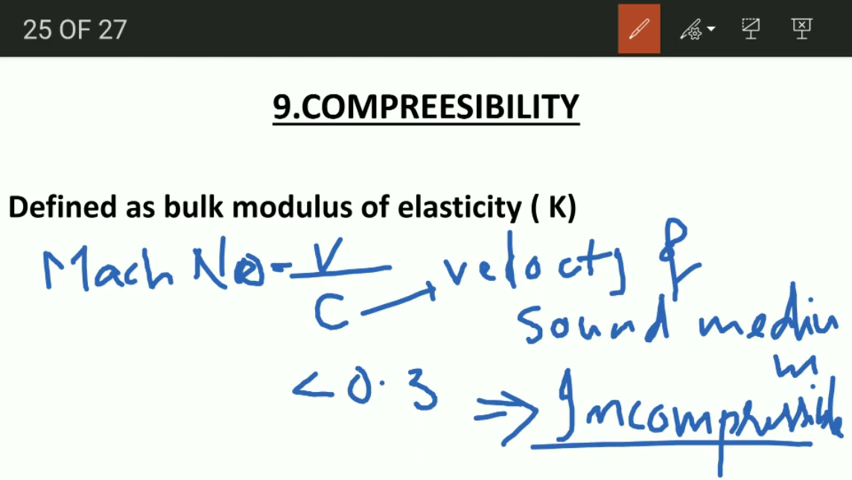 25 OF 27
9.COMPREESIBILITY
Defined as bulk modulus of elasticity ( K)
Mach No = V/C → velocity of
sound medium
< 0.3 ⇒ Incompressible